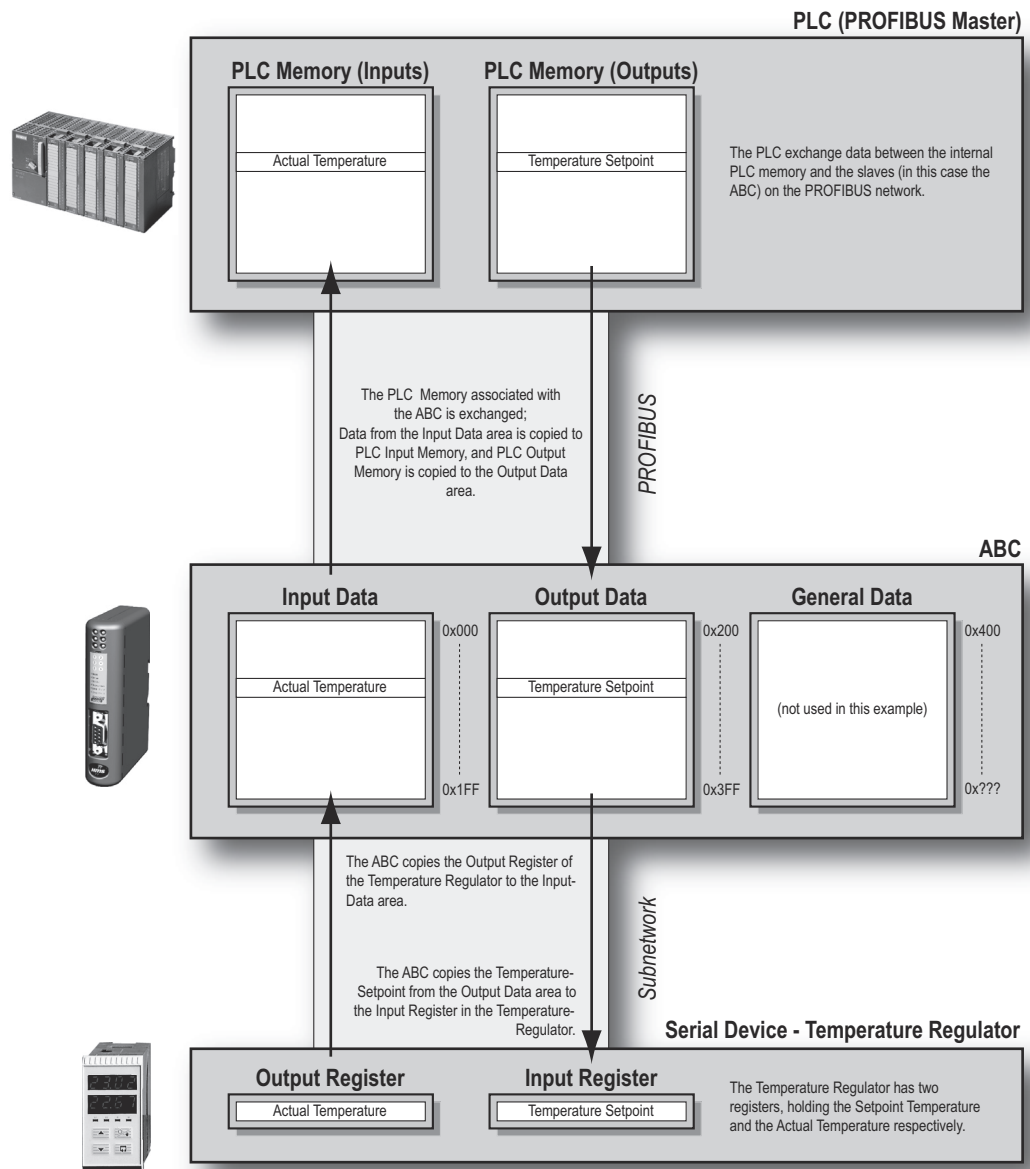 PLC (PROFIBUS Master)
PLC Memory (Inputs)
PLC Memory (Outputs)
Actual Temperature
Temperature Setpoint
The PLC exchange data between the internal
PLC memory and the slaves (in this case the
ABC) on the PROFIBUS network.
The PLC Memory associated with
the ABC is exchanged;
Data from the Input Data area is copied to
PLC Input Memory, and PLC Output
Memory is copied to the Output Data
area.
PROFIBUS
ABC
Input Data
Output Data
General Data
0x000
0x200
0x400
Actual Temperature
Temperature Setpoint
(not used in this example)
0x1FF
0x3FF
0x???
The ABC copies the Output Register of
the Temperature Regulator to the Input-
Data area.
The ABC copies the Temperature-
Setpoint from the Output Data area to
the Input Register in the Temperature-
Regulator.
Subnetwork
Serial Device - Temperature Regulator
Output Register
Input Register
Actual Temperature
Temperature Setpoint
The Temperature Regulator has two
registers, holding the Setpoint Temperature
and the Actual Temperature respectively.